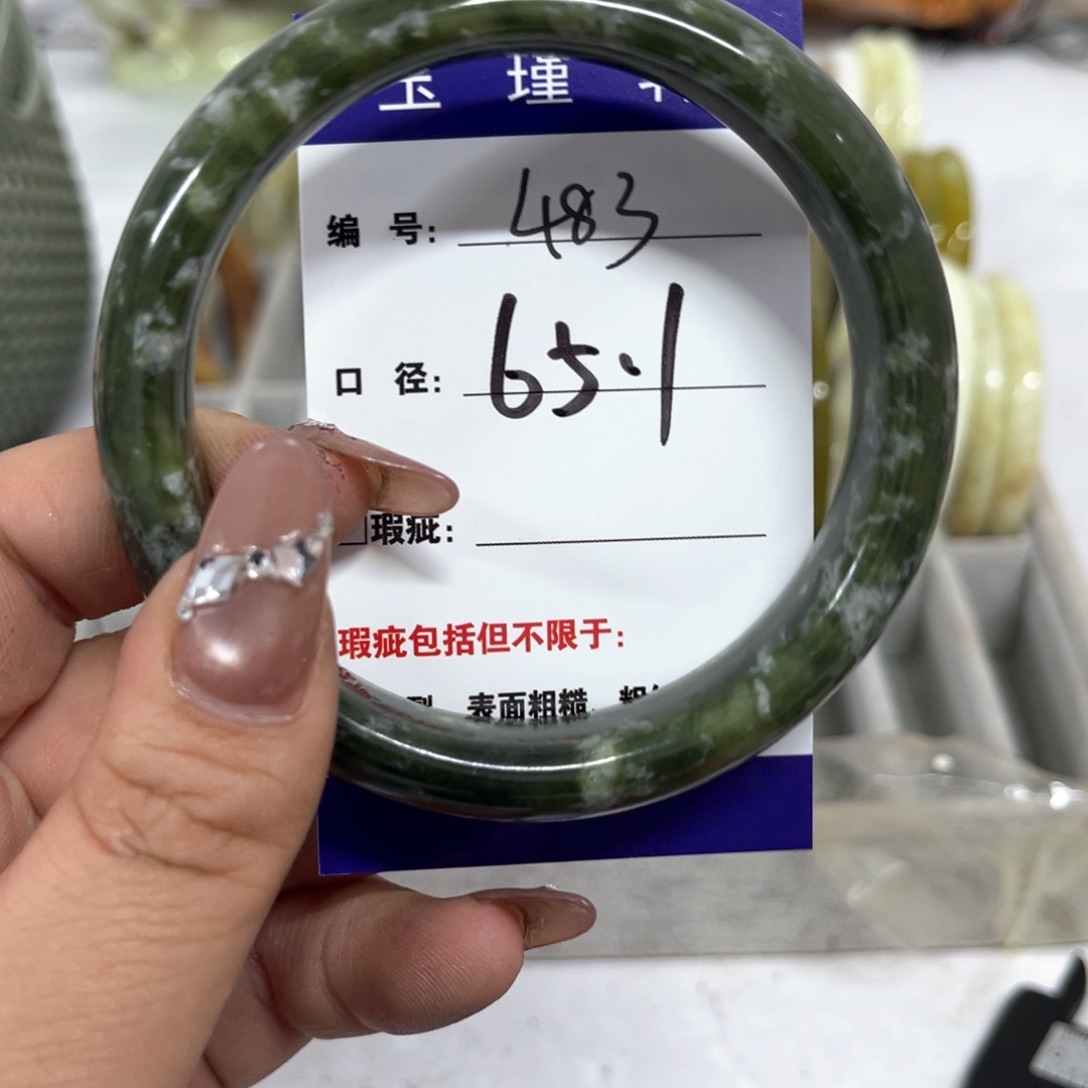 玉 瑾
编 号: 483
口 径: 65.1
□瑕疵:
瑕疵包括但不限于:
表面粗糙